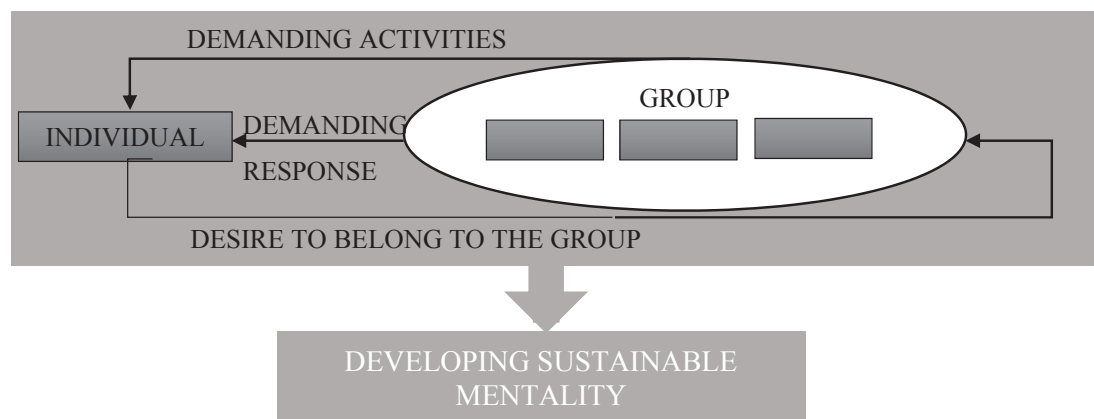 DEMANDING ACTIVITIES
GROUP
INDIVIDUAL
DEMANDING
RESPONSE
DESIRE TO BELONG TO THE GROUP
DEVELOPING SUSTAINABLE
MENTALITY